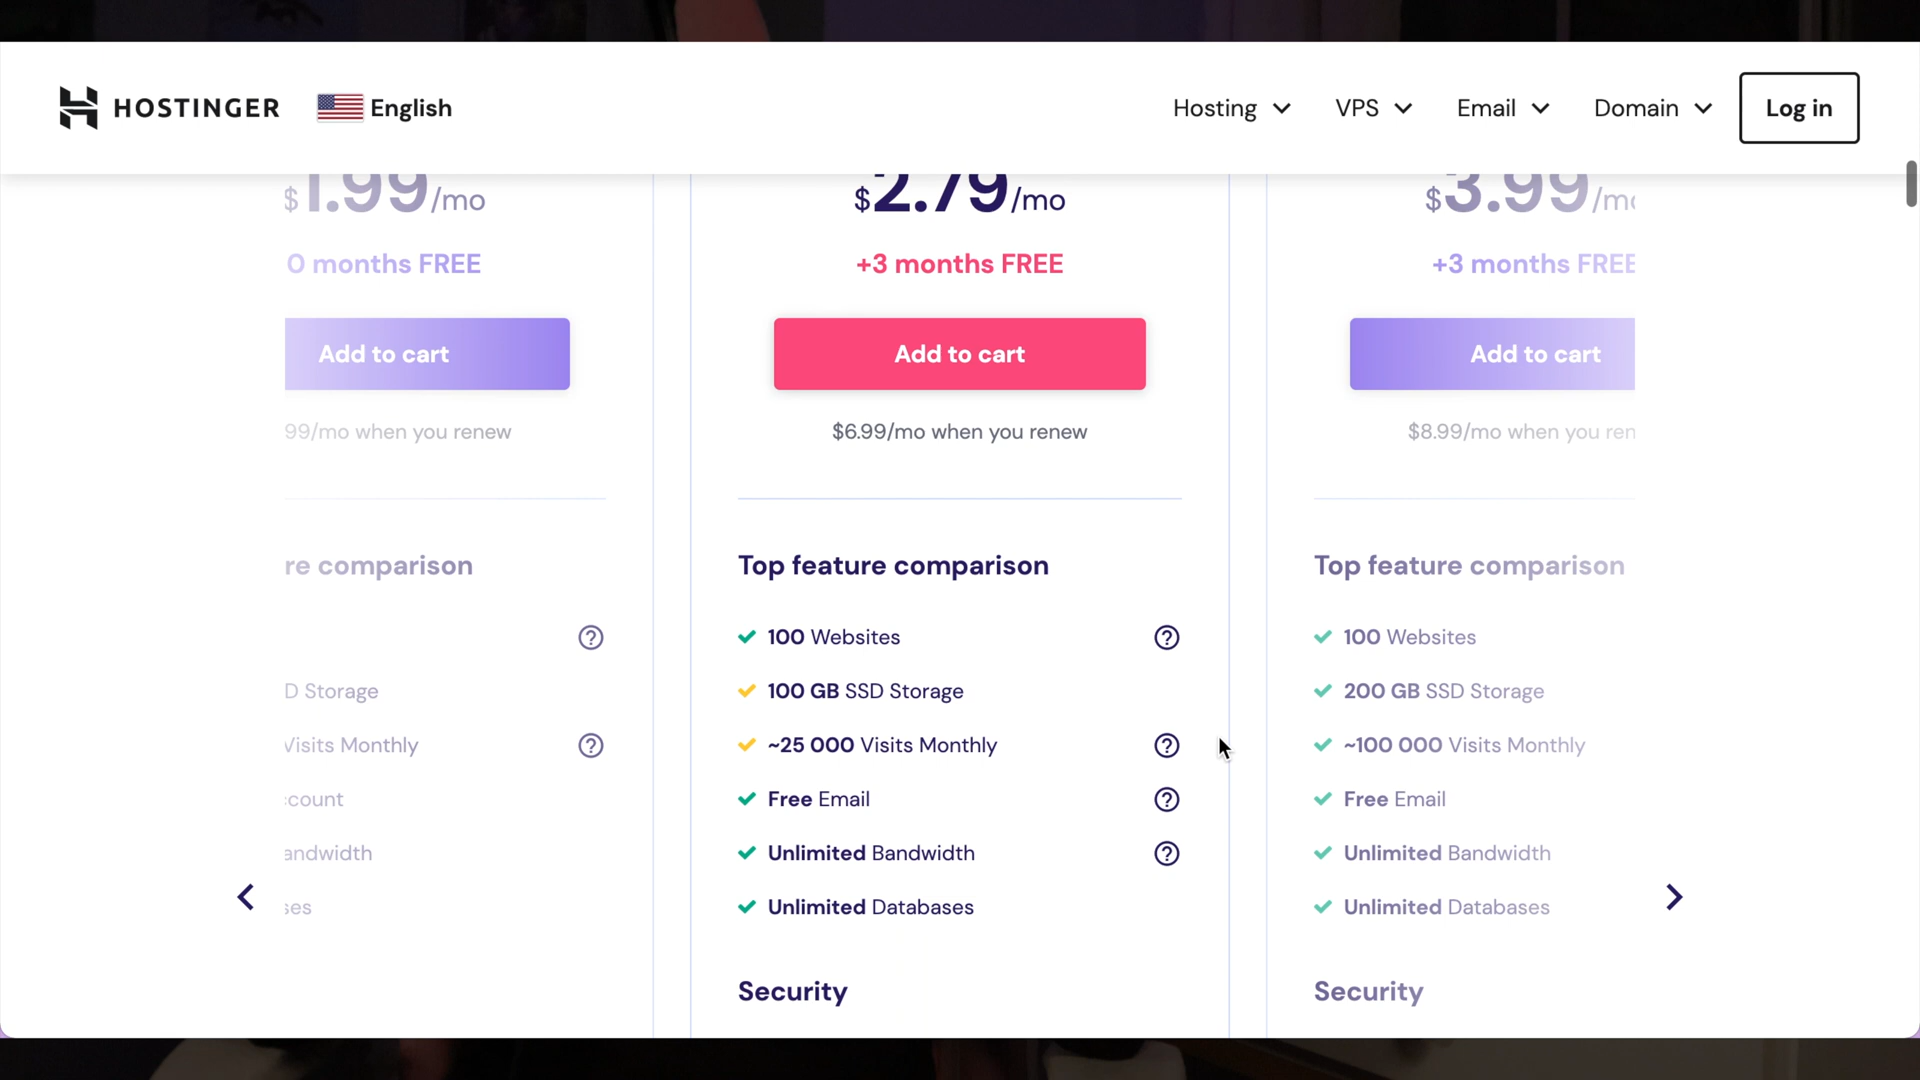 HOSTINGER English Hosting VPS Email Domain Log in
$1.99/mo
0 months FREE
Add to cart
99/mo when you renew
re comparison
D Storage
Visits Monthly
count
andwidth
ses
$2.79/mo
+3 months FREE
Add to cart
$6.99/mo when you renew
Top feature comparison
100 Websites
100 GB SSD Storage
~25 000 Visits Monthly
Free Email
Unlimited Bandwidth
Unlimited Databases
Security
$3.99/mo
+3 months FREE
Add to cart
$8.99/mo when you ren
Top feature comparison
100 Websites
200 GB SSD Storage
~100 000 Visits Monthly
Free Email
Unlimited Bandwidth
Unlimited Databases
Security